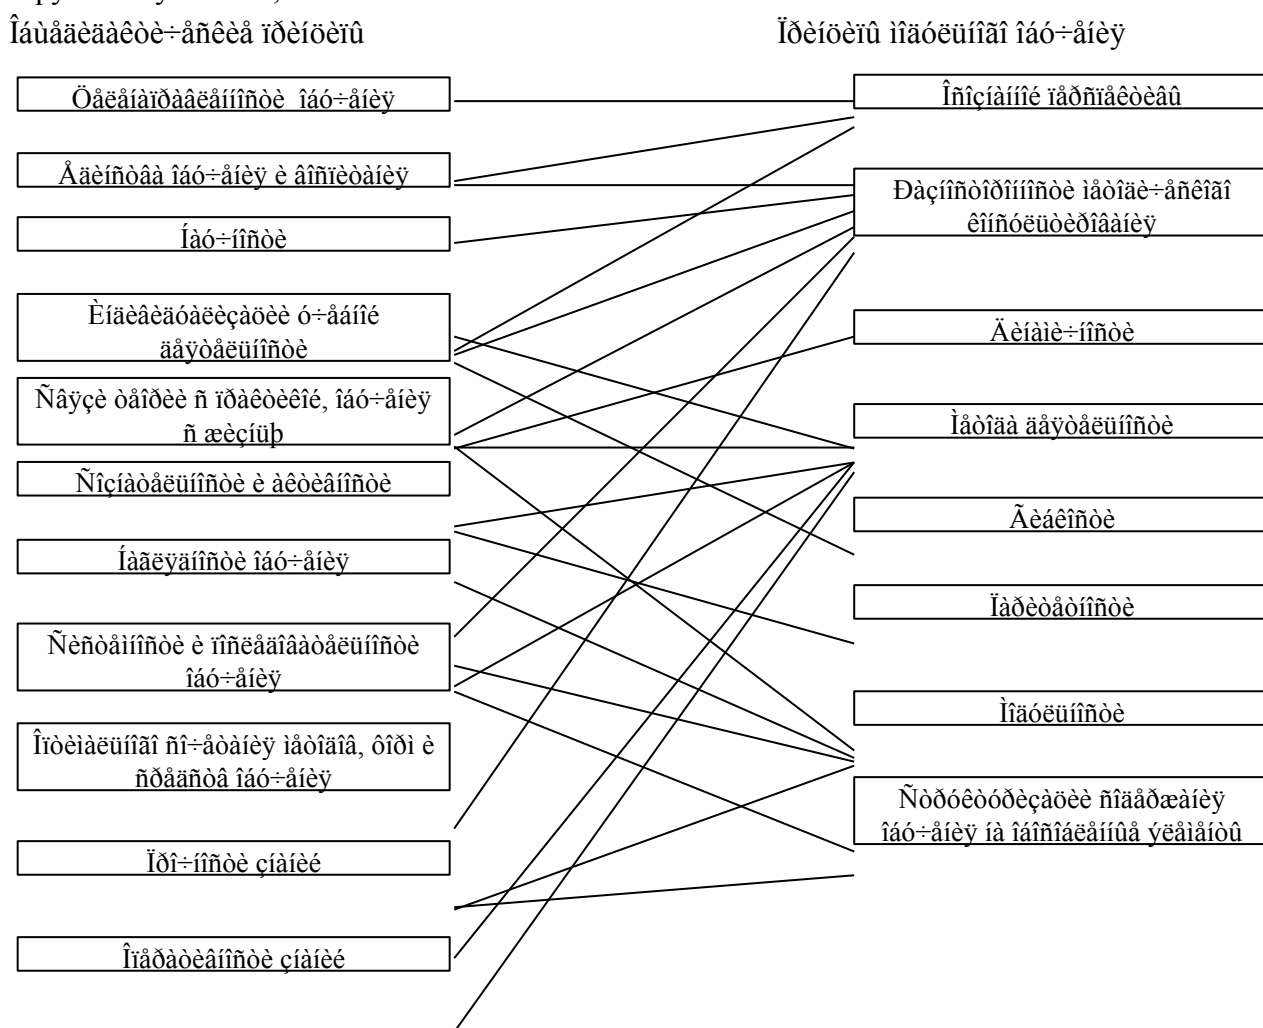 Îáùåäèäàêòè÷åñêèå ïðèíöèïû
Öåëåíàïðàâëåííîñòè îáó÷åíèÿ
Åäèíñòâà îáó÷åíèÿ è âîñïèòàíèÿ
Íàó÷íîñòè
Èíäèâèäóàëèçàöèè ó÷åáíîé
äåÿòåëüíîñòè
Ñâÿçè òåîðèè ñ ïðàêòèêîé, îáó÷åíèÿ
ñ æèçíüþ
Ñîçíàòåëüíîñòè è àêòèâíîñòè
Íàãëÿäíîñòè îáó÷åíèÿ
Ñèñòåìíîñòè è ïîñëåäîâàòåëüíîñòè
îáó÷åíèÿ
Îïòèìàëüíîãî ñî÷åòàíèÿ ìåòîäîâ, ôîðì è
ñðåäñòâ îáó÷åíèÿ
Ïðî÷íîñòè çíàíèé
Îïåðàòèâíîñòè çíàíèé
Ïðèíöèïû ìîäóëüíîãî îáó÷åíèÿ
Îñîçíàííîé ïåðñïåêòèâû
Ðàçíîñòîðîííîñòè ìåòîäè÷åñêîãî
êîíñóëüòèðîâàíèÿ
Äèíàìè÷íîñòè
Ìåòîäà äåÿòåëüíîñòè
Ãèáêîñòè
Ïàðèòåòíîñòè
Ìîäóëüíîñòè
Ñòðóêòóðèçàöèè ñîäåðæàíèÿ
îáó÷åíèÿ íà îáîñîáëåííûå ýëåìåíòû